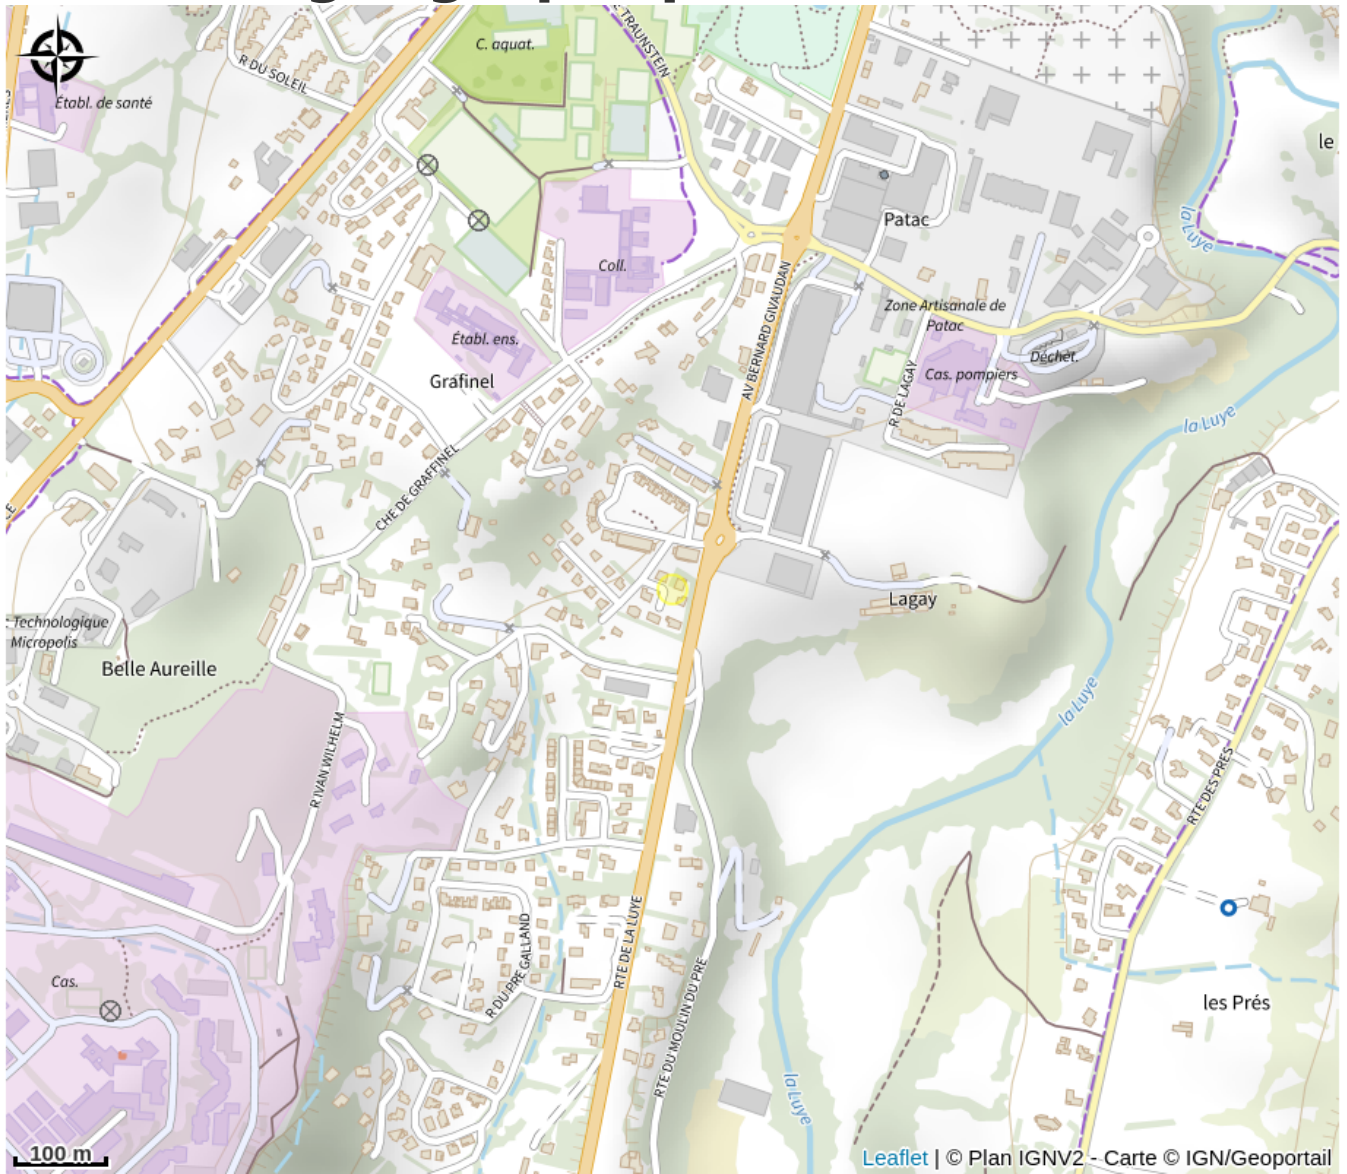 C. aquat.
TRAUNSTEIN
R DU SOLEIL
Établ. de santé
le
la Luye
Patac
Coll.
AV BERNARD GIVAUDAN
Zone Artisanale de
Patac
Établ. ens.
Déchet.
Cas. pompiers
Grafinel
R DE LAGAY
la Luye
CHE DE GRAFFINEL
Lagay
Technologique
Micropolis
Belle Aureille
la Luye
R IVAN WILHELM
RTE DES PRES
RTE DE LA LUYE
R DU PRE GALLAND
Cas.
les Prés
RTE DU MOULIN DU PRE
la Luye
100 m
Leaflet | © Plan IGNV2 - Carte © IGN/Geoportail